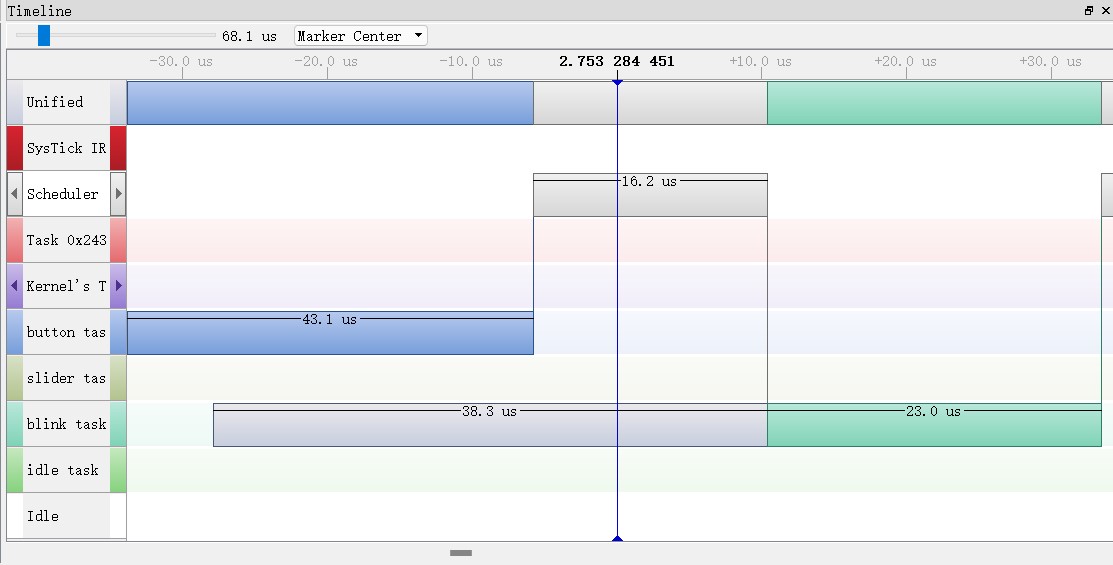 Timeline
68.1 us Marker Center
-30.0 us -20.0 us -10.0 us 2.753 284 451 +10.0 us +20.0 us +30.0 us
Unified
SysTick IR
Scheduler 16.2 us
Task 0x243
Kernel's T
button tas 43.1 us
slider tas
blink task 38.3 us 23.0 us
idle task
Idle